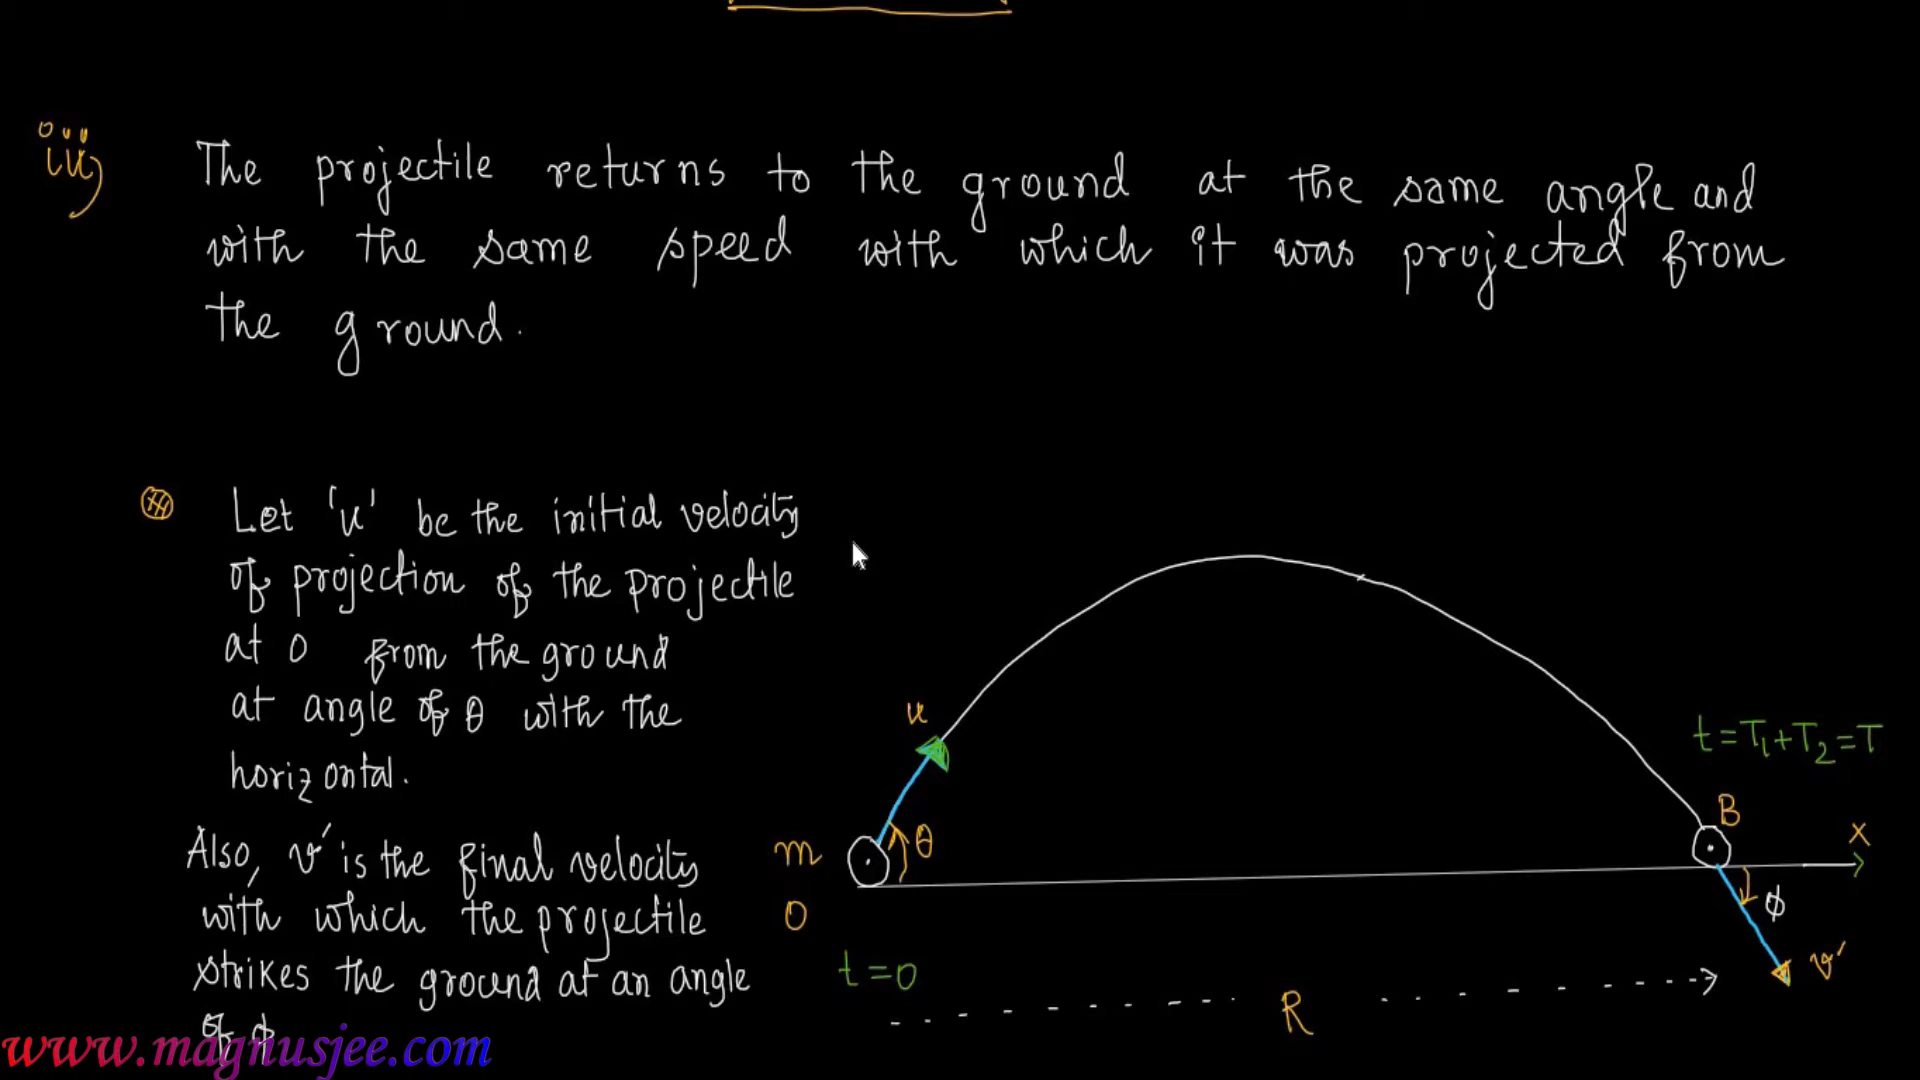 iii)
The projectile returns to the ground at the same angle and
with the same speed with which it was projected from
the ground.
Let 'u' be the initial velocity
of projection of the projectile
at O from the ground
at angle of θ with the
horizontal.
Also, v' is the final velocity
with which the projectile
strikes the ground at an angle
of ϕ
u
θ
m
O
t=0
R
t=T₁+T₂=T
B
x
ϕ
v'
www.magnusjee.com